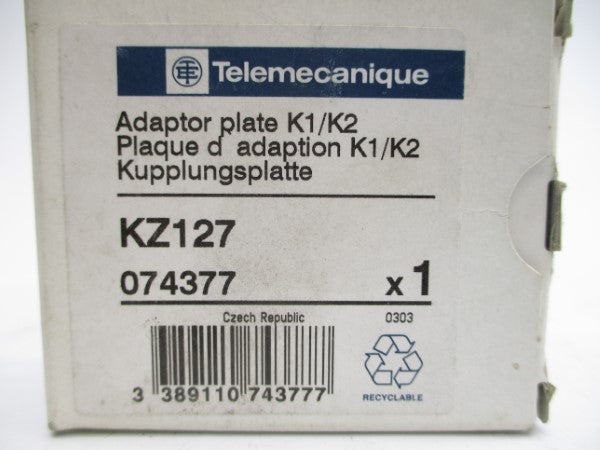 Telemecanique
Adaptor plate K1/K2
Plaque d' adaption K1/K2
Kupplungsplatte
KZ127
074377 x 1
Czech Republic 0303
3 389110 743777
RECYCLABLE